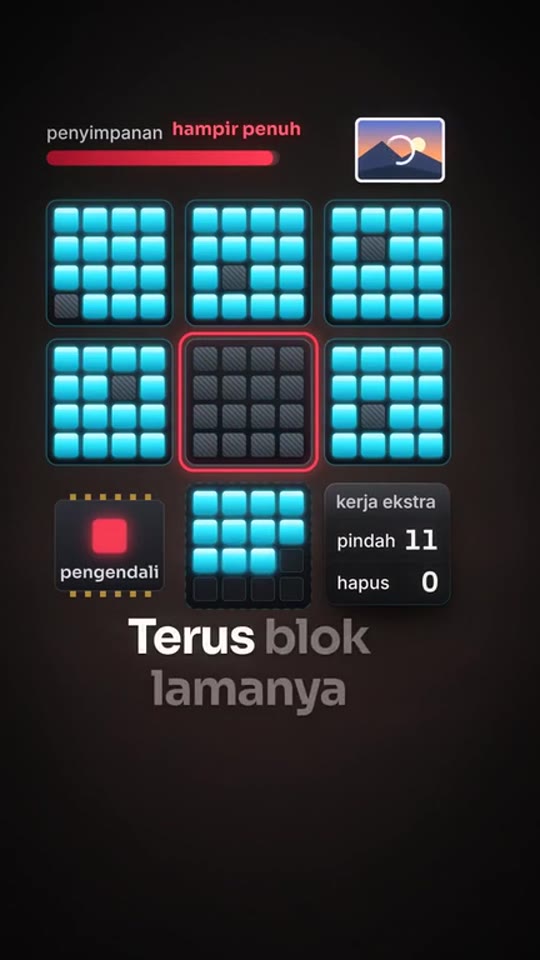 penyimpanan hampir penuh
kerja ekstra
pindah 11
hapus 0
pengendali
Terus blok
lamanya